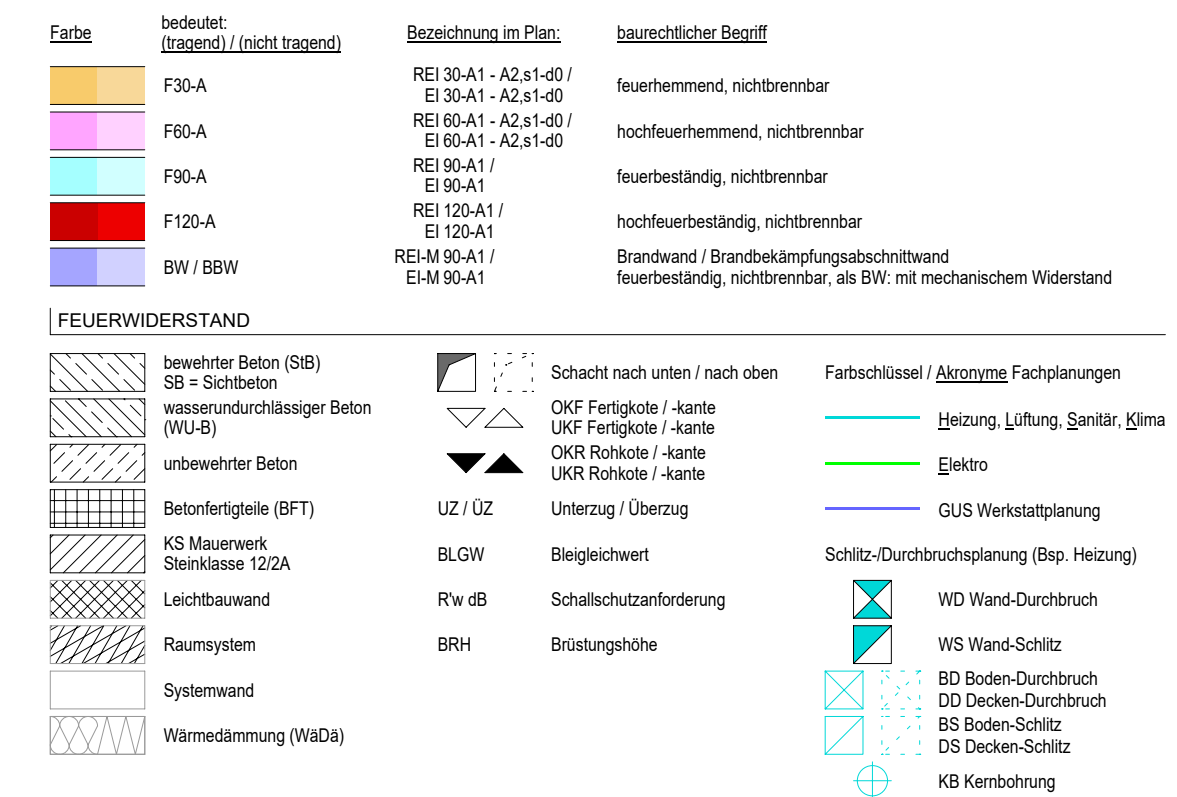 Farbe
bedeutet:
(tragend) / (nicht tragend)
Bezeichnung im Plan:
baurechtlicher Begriff
F30-A
REI 30-A1 - A2,s1-d0 /
EI 30-A1 - A2,s1-d0
feuerhemmend, nichtbrennbar
F60-A
REI 60-A1 - A2,s1-d0 /
EI 60-A1 - A2,s1-d0
hochfeuerhemmend, nichtbrennbar
F90-A
REI 90-A1 /
EI 90-A1
feuerbeständig, nichtbrennbar
F120-A
REI 120-A1 /
EI 120-A1
hochfeuerbeständig, nichtbrennbar
BW / BBW
REI-M 90-A1 /
EI-M 90-A1
Brandwand / Brandbekämpfungsabschnittwand
feuerbeständig, nichtbrennbar, als BW: mit mechanischem Widerstand
FEUERWIDERSTAND
bewehrter Beton (StB)
SB = Sichtbeton
wasserundurchlässiger Beton
(WU-B)
unbewehrter Beton
Betonfertigteile (BFT)
KS Mauerwerk
Steinklasse 12/2A
Leichtbauwand
Raumsystem
Systemwand
Wärmedämmung (WäDä)
Schacht nach unten / nach oben
OKF Fertigkote / -kante
UKF Fertigkote / -kante
OKR Rohkote / -kante
UKR Rohkote / -kante
UZ / ÜZ
Unterzug / Überzug
BLGW
Bleigleichwert
R'w dB
Schallschutzanforderung
BRH
Brüstungshöhe
Farbschlüssel / Akronyme Fachplanungen
Heizung, Lüftung, Sanitär, Klima
Elektro
GUS Werkstattplanung
Schlitz-/Durchbruchsplanung (Bsp. Heizung)
WD Wand-Durchbruch
WS Wand-Schlitz
BD Boden-Durchbruch
DD Decken-Durchbruch
BS Boden-Schlitz
DS Decken-Schlitz
KB Kernbohrung